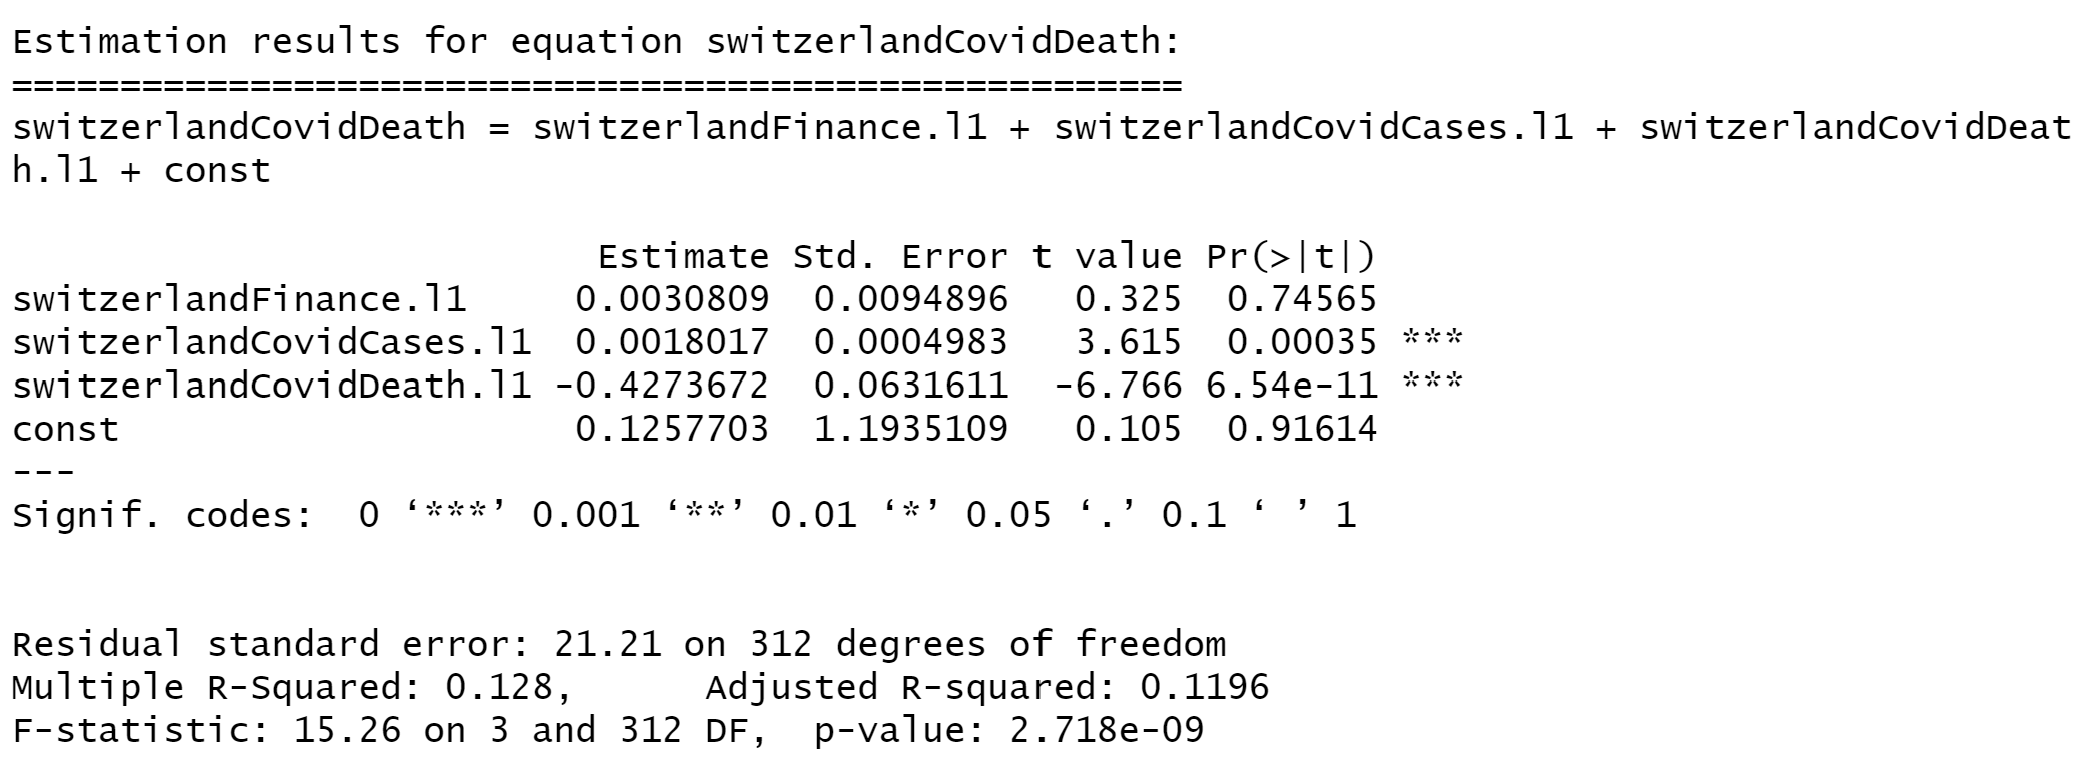 Estimation results for equation switzerlandCovidDeath:
======================================================
switzerlandCovidDeath = switzerlandFinance.l1 + switzerlandCovidCases.l1 + switzerlandCovidDeat
h.l1 + const
Estimate Std. Error t value Pr(>|t|)
switzerlandFinance.l1 0.0030809 0.0094896 0.325 0.74565
switzerlandCovidCases.l1 0.0018017 0.0004983 3.615 0.00035 ***
switzerlandCovidDeath.l1 -0.4273672 0.0631611 -6.766 6.54e-11 ***
const 0.1257703 1.1935109 0.105 0.91614
---
Signif. codes: 0 ‘***’ 0.001 ‘**’ 0.01 ‘*’ 0.05 ‘.’ 0.1 ‘ ’ 1
Residual standard error: 21.21 on 312 degrees of freedom
Multiple R-Squared: 0.128, Adjusted R-squared: 0.1196
F-statistic: 15.26 on 3 and 312 DF, p-value: 2.718e-09